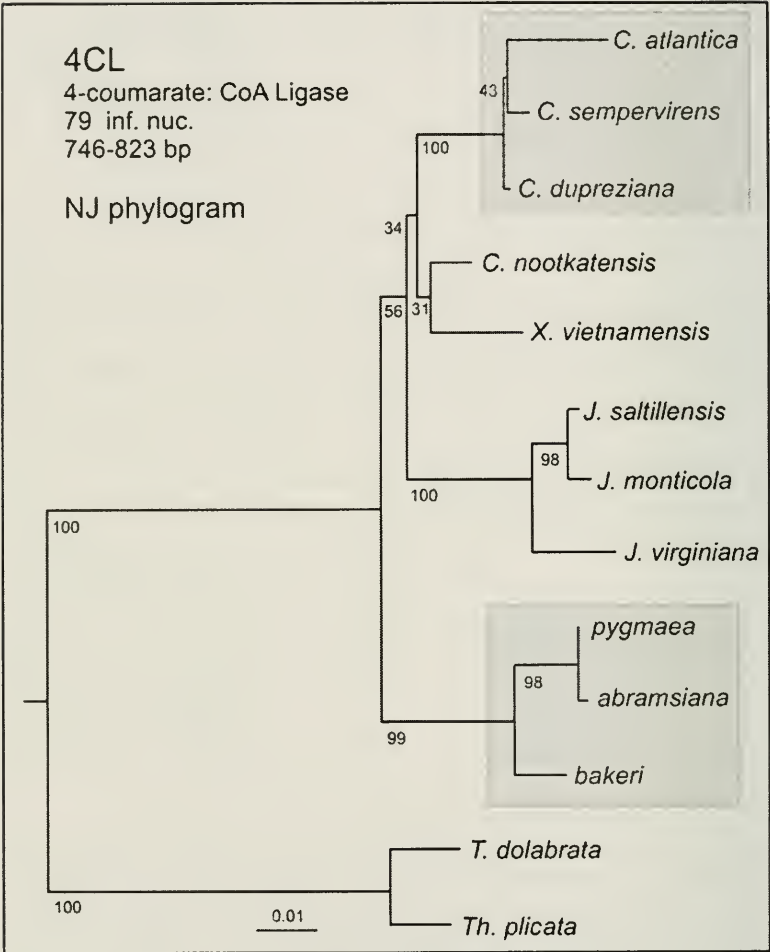 4CL
4-coumarate: CoA Ligase
79 inf. nuc.
746-823 bp
NJ phylogram
C. atlantica
43
C. sempervirens
100
C. dupreziana
34
C. nootkatensis
56
31
X. vietnamensis
J. saltillensis
98
J. monticola
100
100
J. virginiana
pygmaea
98
abramsiana
99
bakeri
T. dolabrata
100
0.01
Th. plicata